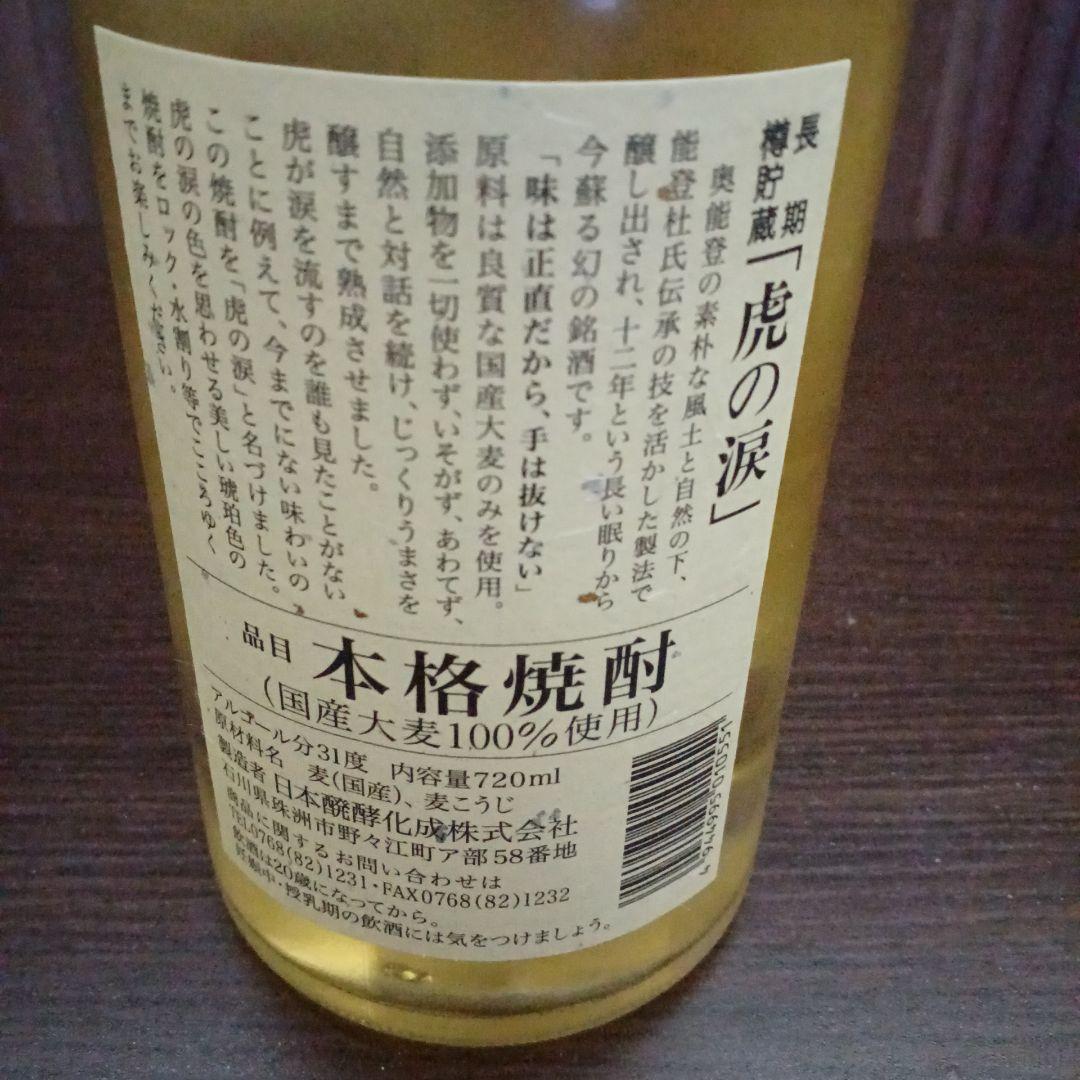 長期
樽貯蔵「虎の涙」
奥能登の素朴な風土と自然の下、
能登杜氏伝承の技を活かした製法で
醸し出され、十二年という長い眠りから
今蘇る幻の銘酒です。
「味は正直だから、手は抜けない」
原料は良質な国産大麦のみを使用。
添加物を一切使わず、いそがず、あわてず、
自然と対話を続け、じっくりうまさを
醸すまで熟成させました。
虎が涙を流すのを誰も見たことがない
ことに例えて、今までにない味わいの
この焼酎を「虎の涙」と名づけました。
虎の涙の色を思わせる美しい琥珀色の
焼酎をロック・水割り等でこころゆく
までお楽しみください。
品目 本格焼酎
(国産大麦100%使用)
アルコール分31度 内容量720ml
原材料名 麦(国産)、麦こうじ
製造者 日本醗酵化成株式会社
石川県珠洲市野々江町ア部58番地
商品に関するお問い合わせは
TEL0768(82)1231・FAX0768(82)1232
飲酒は20歳になってから。
妊娠中・授乳期の飲酒には気をつけましょう。